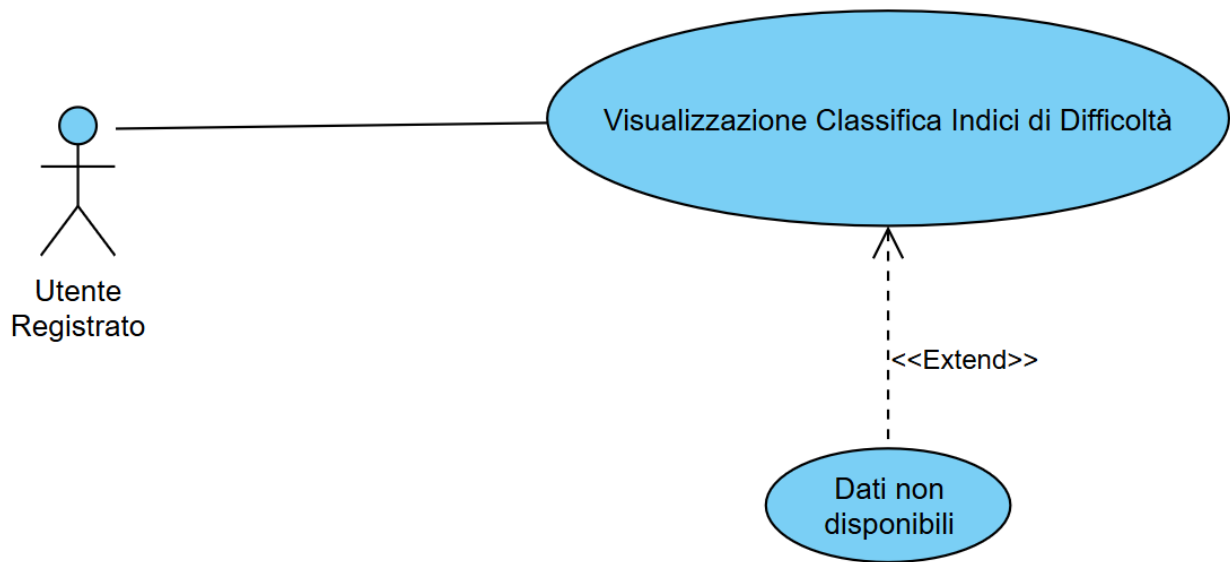 Visualizzazione Classifica Indici di Difficoltà
Utente
Registrato
<<Extend>>
Dati non
disponibili